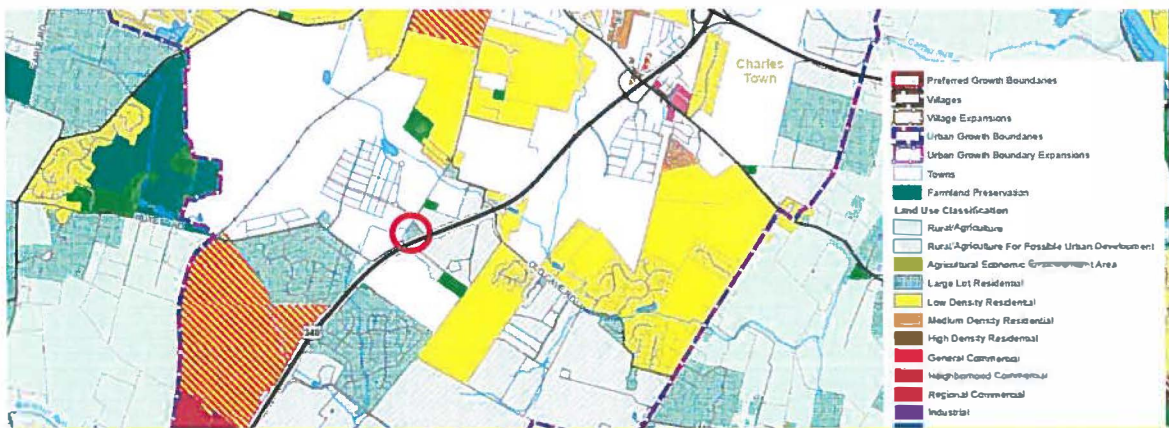 Charles
Town
340
Preferred Growth Boundaries
Villages
Village Expansions
Urban Growth Boundaries
Urban Growth Boundary Expansions
Towns
Farmland Preservation
Land Use Classification
Rural/Agriculture
Rural/Agriculture For Possible Urban Development
Agricultural Economic Area
Large Lot Residential
Low Density Residential
Medium Density Residential
High Density Residential
General Commercial
Neighborhood Commercial
Regional Commercial
Industrial